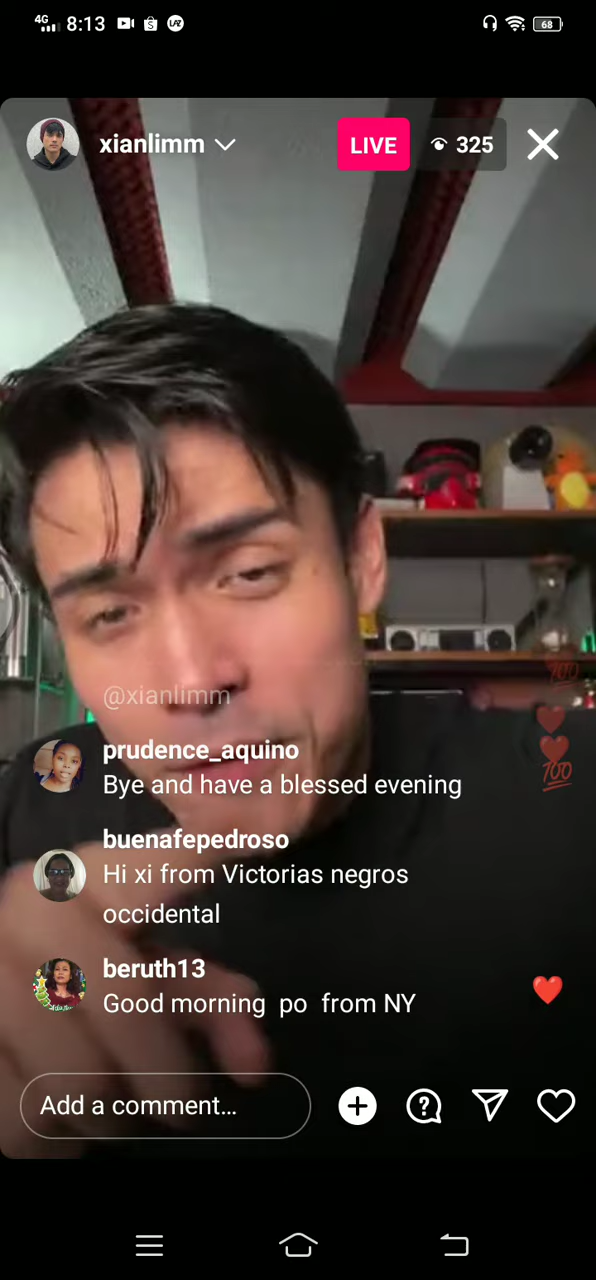 4G 8:13 LAZ 68
xianlimm LIVE 325
@xianlimm
prudence_aquino
Bye and have a blessed evening
buenafepedroso
Hi xi from Victorias negros
occidental
beruth13
Good morning po from NY
Add a comment...